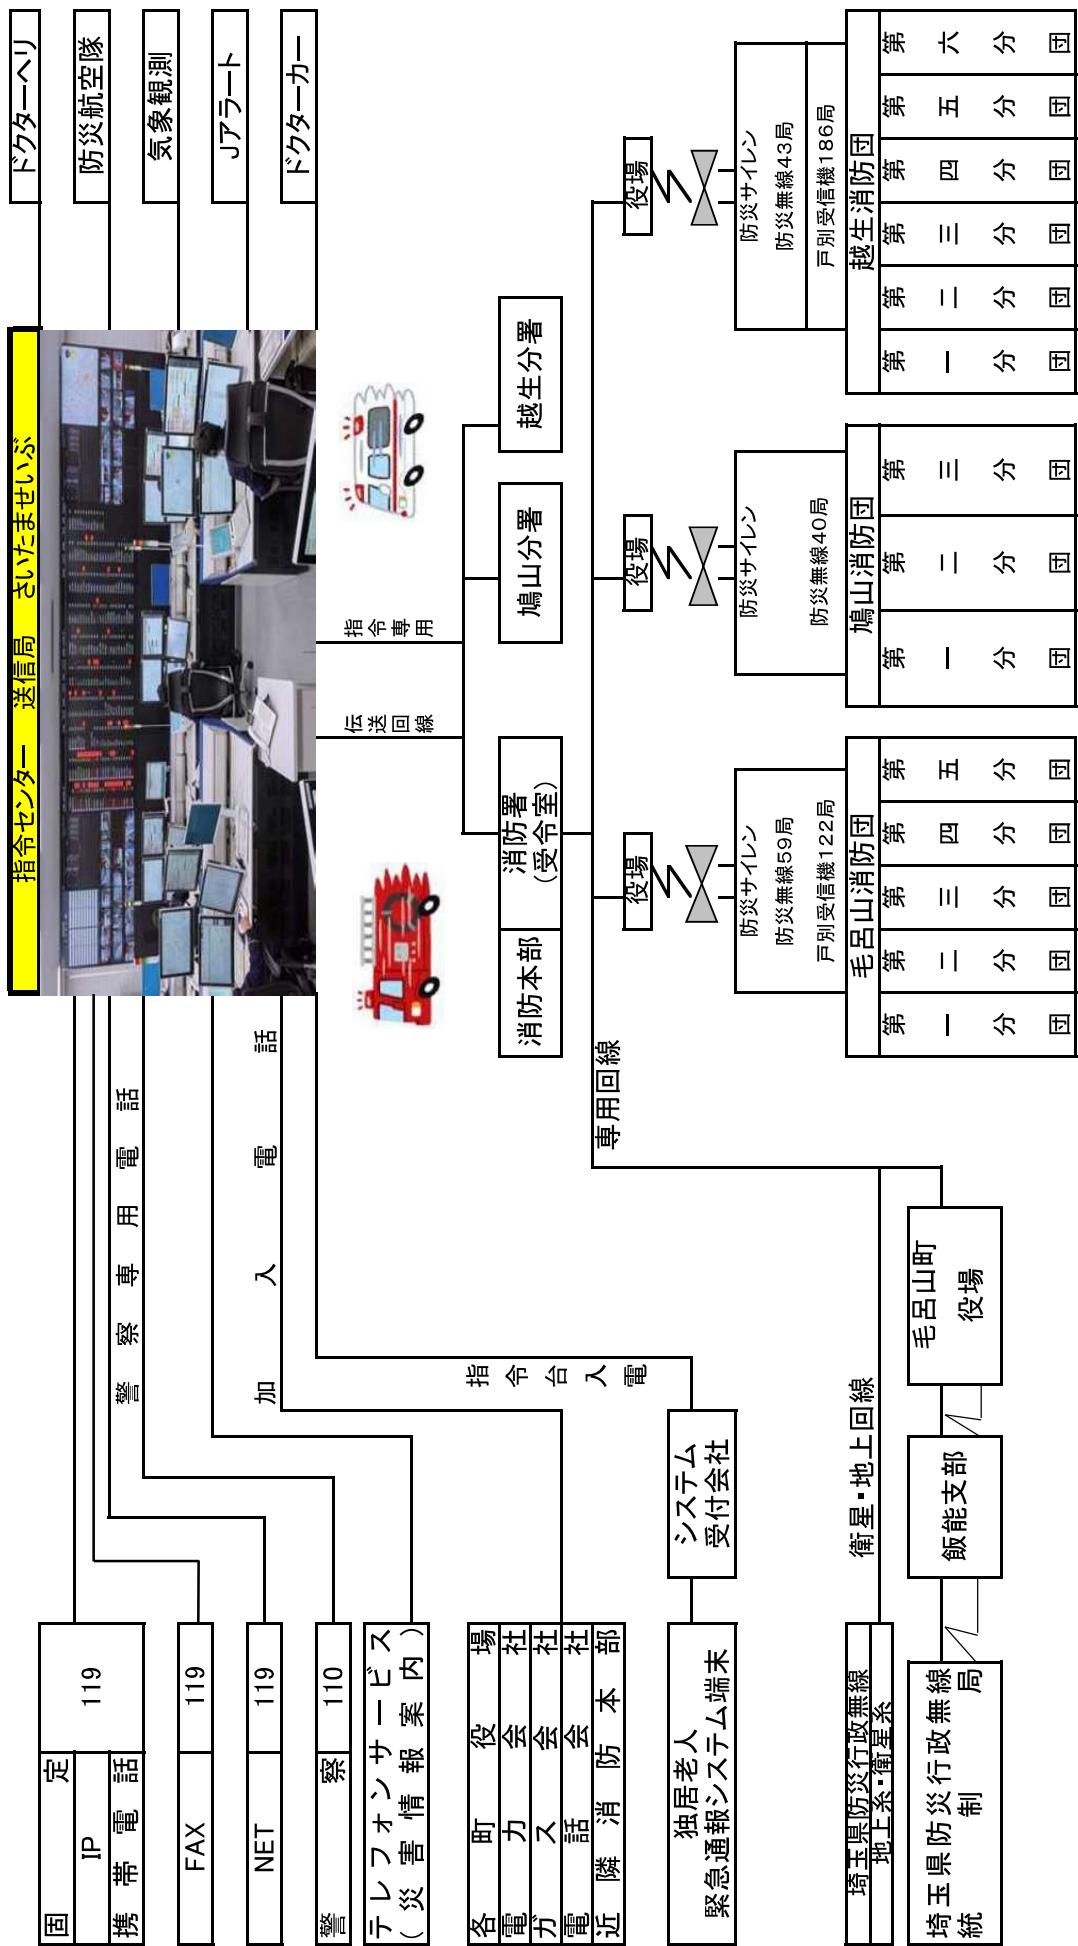 固定
IP
携帯電話
119
FAX
119
NET
119
警察
110
テレフォンサービス
(災害情報案内)
各町役場
電力会社
ガス会社
電話会社
近隣消防本部
独居老人
緊急通報システム端末
システム
受付会社
埼玉県防災行政無線
地上系・衛星系
埼玉県防災行政無線
統制局
飯能支部
毛呂山町
役場
衛星・地上回線
専用回線
警察専用電話
加入電話
指令台入電
指令センター 送信局 さいたませいぶ
ドクターヘリ
防災航空隊
気象観測
Jアラート
ドクターカー
伝送回線
指令専用
消防本部
消防署
(受令室)
鳩山分署
越生分署
役場
防災サイレン
防災無線59局
戸別受信機122局
毛呂山消防団
第一分団
第二分団
第三分団
第四分団
第五分団
役場
防災サイレン
防災無線40局
鳩山消防団
第一分団
第二分団
第三分団
役場
防災サイレン
防災無線43局
戸別受信機186局
越生消防団
第一分団
第二分団
第三分団
第四分団
第五分団
第六分団